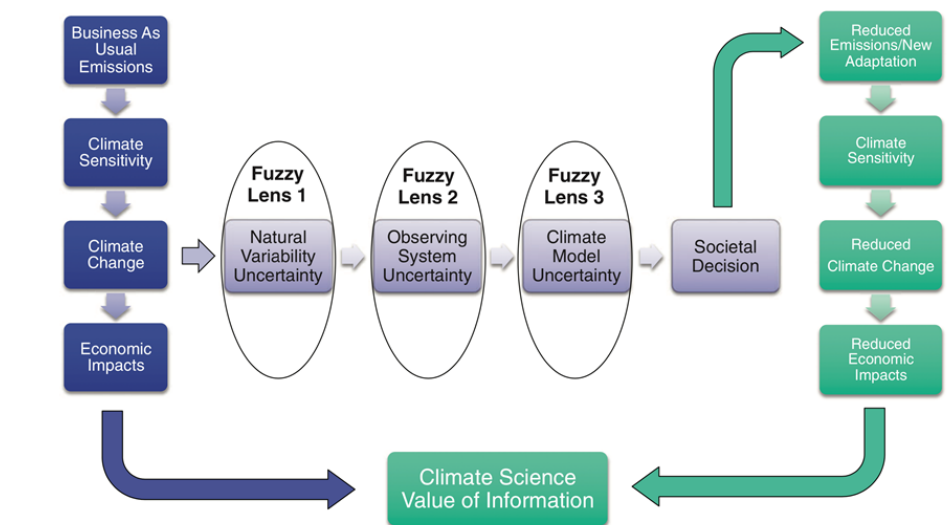 Business As
Usual
Emissions
Climate
Sensitivity
Climate
Change
Economic
Impacts
Fuzzy
Lens 1
Natural
Variability
Uncertainty
Fuzzy
Lens 2
Observing
System
Uncertainty
Fuzzy
Lens 3
Climate
Model
Uncertainty
Societal
Decision
Reduced
Emissions/New
Adaptation
Climate
Sensitivity
Reduced
Climate Change
Reduced
Economic
Impacts
Climate Science
Value of Information